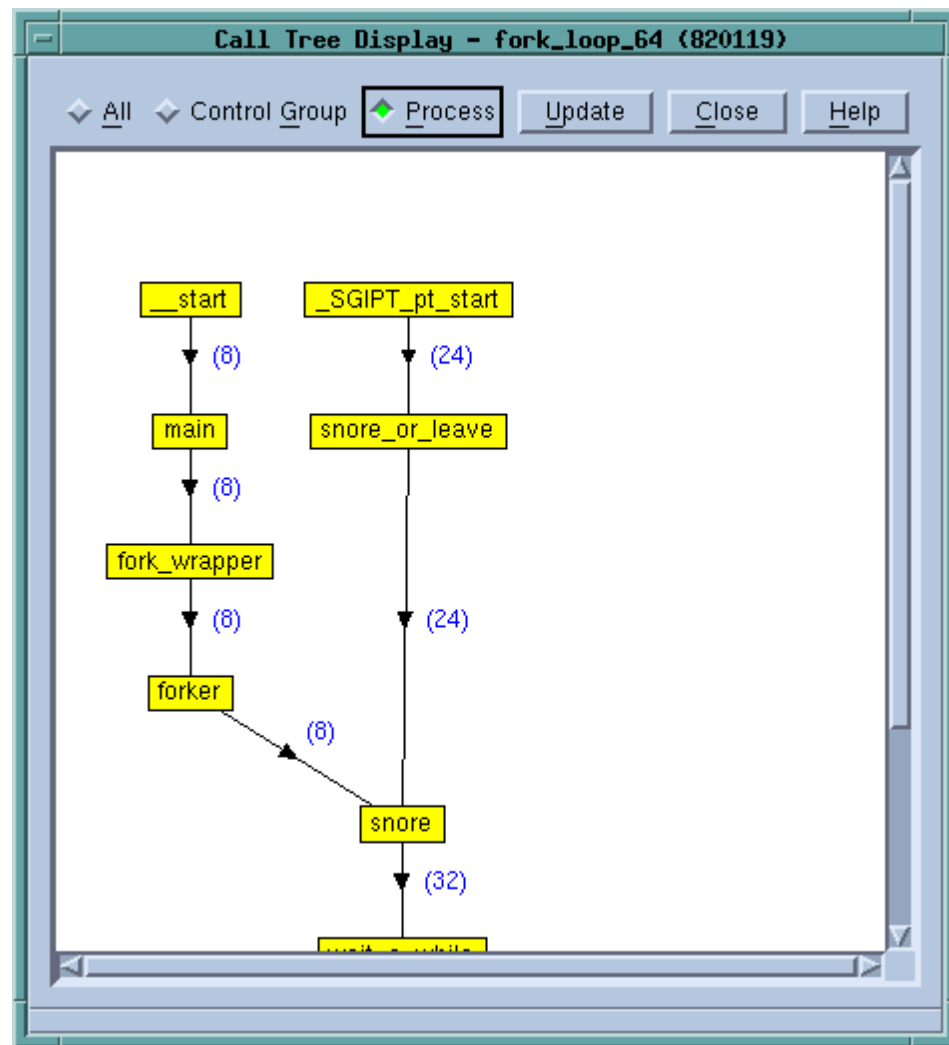 Call Tree Display - fork_loop_64 (820119)
All Control Group Process Update Close Help
__start _SGIPT_pt_start
(8) (24)
main snore_or_leave
(8)
fork_wrapper
(8) (24)
forker
(8)
snore
(32)
wait_a_while